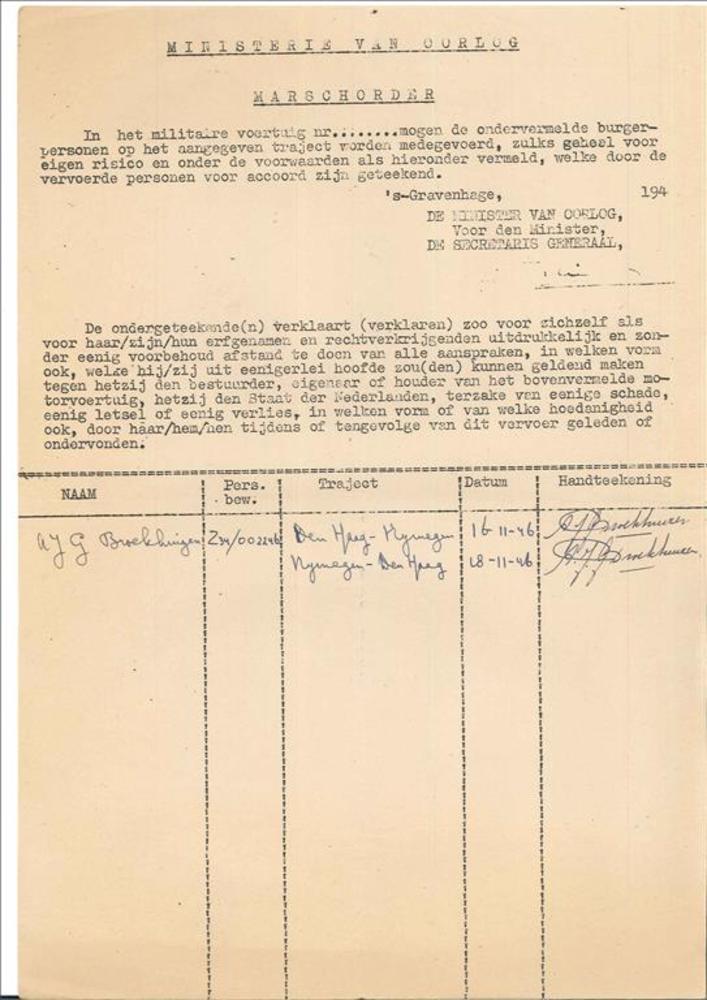 MINISTERIE VAN OORLOG
MARSCHORDER
In het militaire voertuig nr.........mogen de ondervermelde burger-
personen op het aangegeven traject worden medegevoerd, zulks geheel voor
eigen risico en onder de voorwaarden als hieronder vermeld, welke door de
vervoerde personen voor accoord zijn geteekend.
's-Gravenhage, 194
DE MINISTER VAN OORLOG,
Voor den Minister,
DE SECRETARIS GENERAAL,
De ondergeteekende(n) verklaart (verklaren) zoo voor zichzelf als
voor haar/zijn/hun erfgenamen en rechtverkrijgenden uitdrukkelijk en zon-
der eenig voorbehoud afstand te doen van alle aanspraken, in welken vorm
ook, welke hij/zij uit eenigerlei hoofde zou(den) kunnen geldend maken
tegen hetzij den bestuurder, eigenaar of houder van het bovenvermelde mo-
torvoertuig, hetzij den Staat der Nederlanden, terzake van eenige schade,
eenig letsel of eenig verlies, in welken vorm of van welke hoedanigheid
ook, door haar/hem/hen tijdens of tengevolge van dit vervoer geleden of
ondervonden.
NAAM Pers. bew. Traject Datum Handteekening
A J G Broekhuizen Z34/002246 Den Haag - Nymegen 16-11-46 A.J.G. Broekhuizen
Nymegen - Den Haag 18-11-46 A.J.G. Broekhuizen